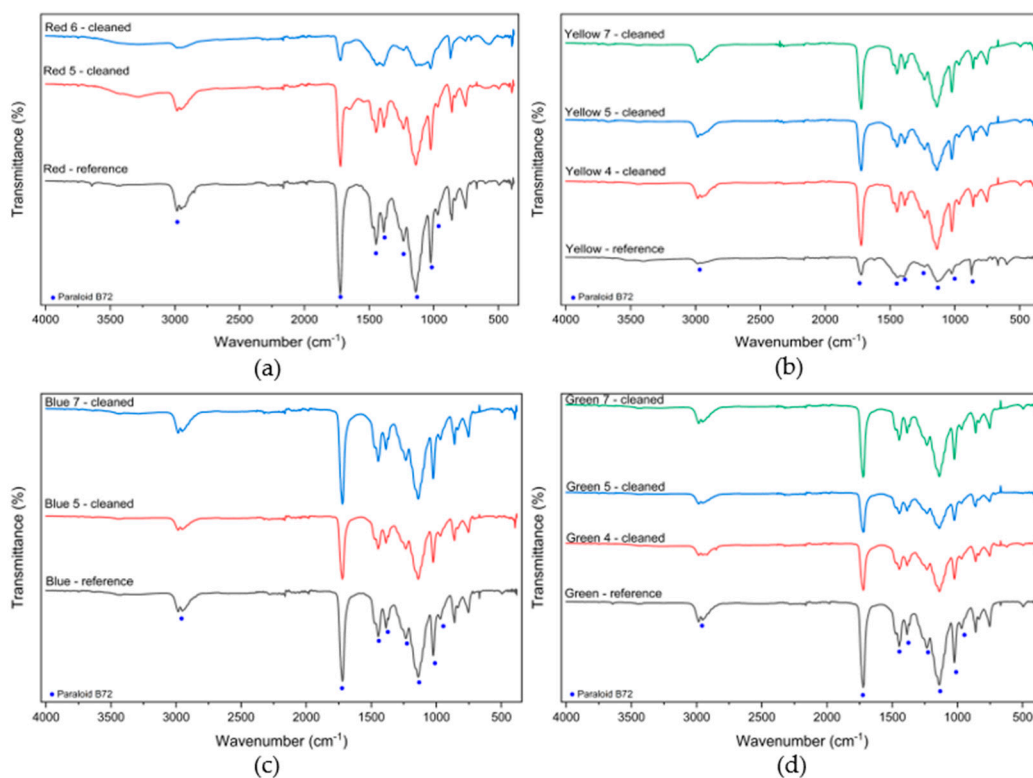 Red 6 - cleaned
Red 5 - cleaned
Red - reference
Transmittance (%)
Paraloid B72
4000 3500 3000 2500 2000 1500 1000 500
Wavenumber (cm⁻¹)
(a)
Yellow 7 - cleaned
Yellow 5 - cleaned
Yellow 4 - cleaned
Yellow - reference
Transmittance (%)
Paraloid B72
4000 3500 3000 2500 2000 1500 1000 500
Wavenumber (cm⁻¹)
(b)
Blue 7 - cleaned
Blue 5 - cleaned
Blue - reference
Transmittance (%)
Paraloid B72
4000 3500 3000 2500 2000 1500 1000 500
Wavenumber (cm⁻¹)
(c)
Green 7 - cleaned
Green 5 - cleaned
Green 4 - cleaned
Green - reference
Transmittance (%)
Paraloid B72
4000 3500 3000 2500 2000 1500 1000 500
Wavenumber (cm⁻¹)
(d)